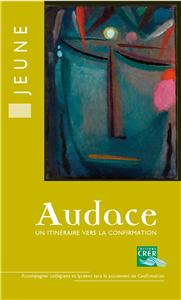 JEUNE
Audace
UN ITINÉRAIRE VERS LA CONFIRMATION
ÉDITIONS
CRER
Accompagner collégiens et lycéens vers le sacrement de Confirmation